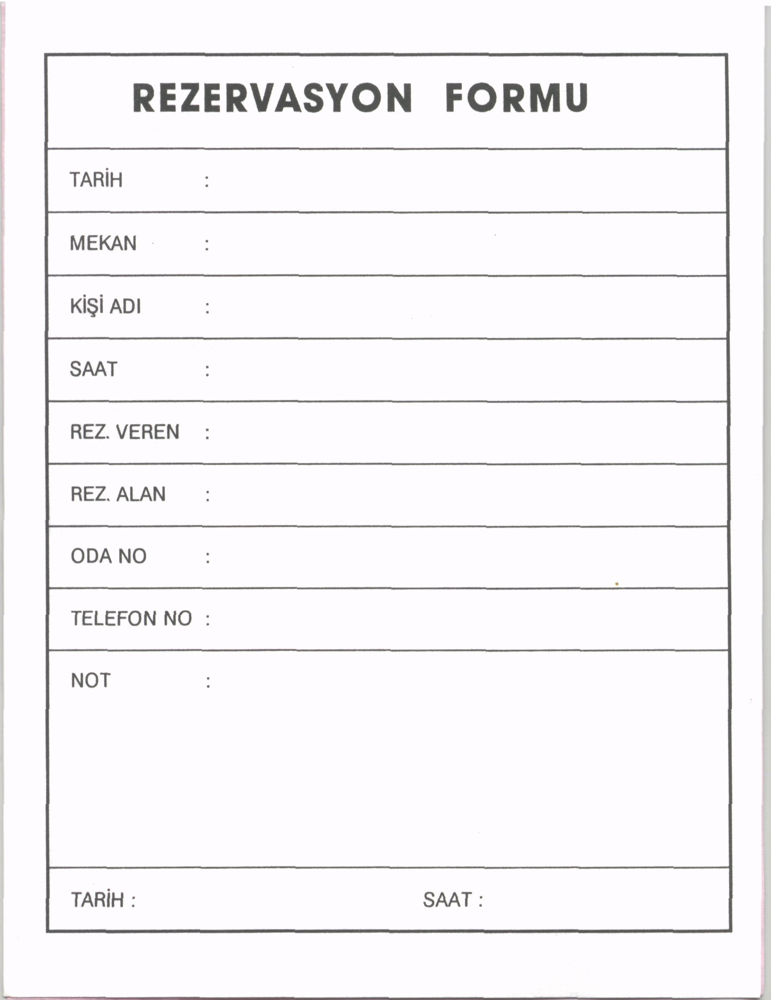 REZERVASYON FORMU
TARİH :
MEKAN :
KİŞİ ADI :
SAAT :
REZ. VEREN :
REZ. ALAN :
ODA NO :
TELEFON NO :
NOT :
TARİH : SAAT :